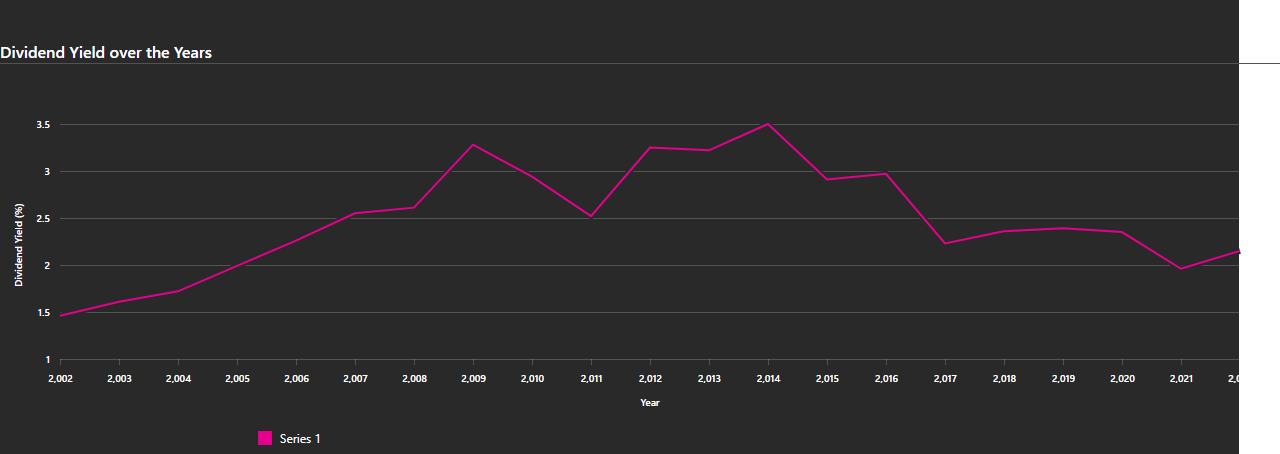 Dividend Yield over the Years
3.5
3
2.5
2
1.5
1
Dividend Yield (%)
2,002 2,003 2,004 2,005 2,006 2,007 2,008 2,009 2,010 2,011 2,012 2,013 2,014 2,015 2,016 2,017 2,018 2,019 2,020 2,021
Year
Series 1